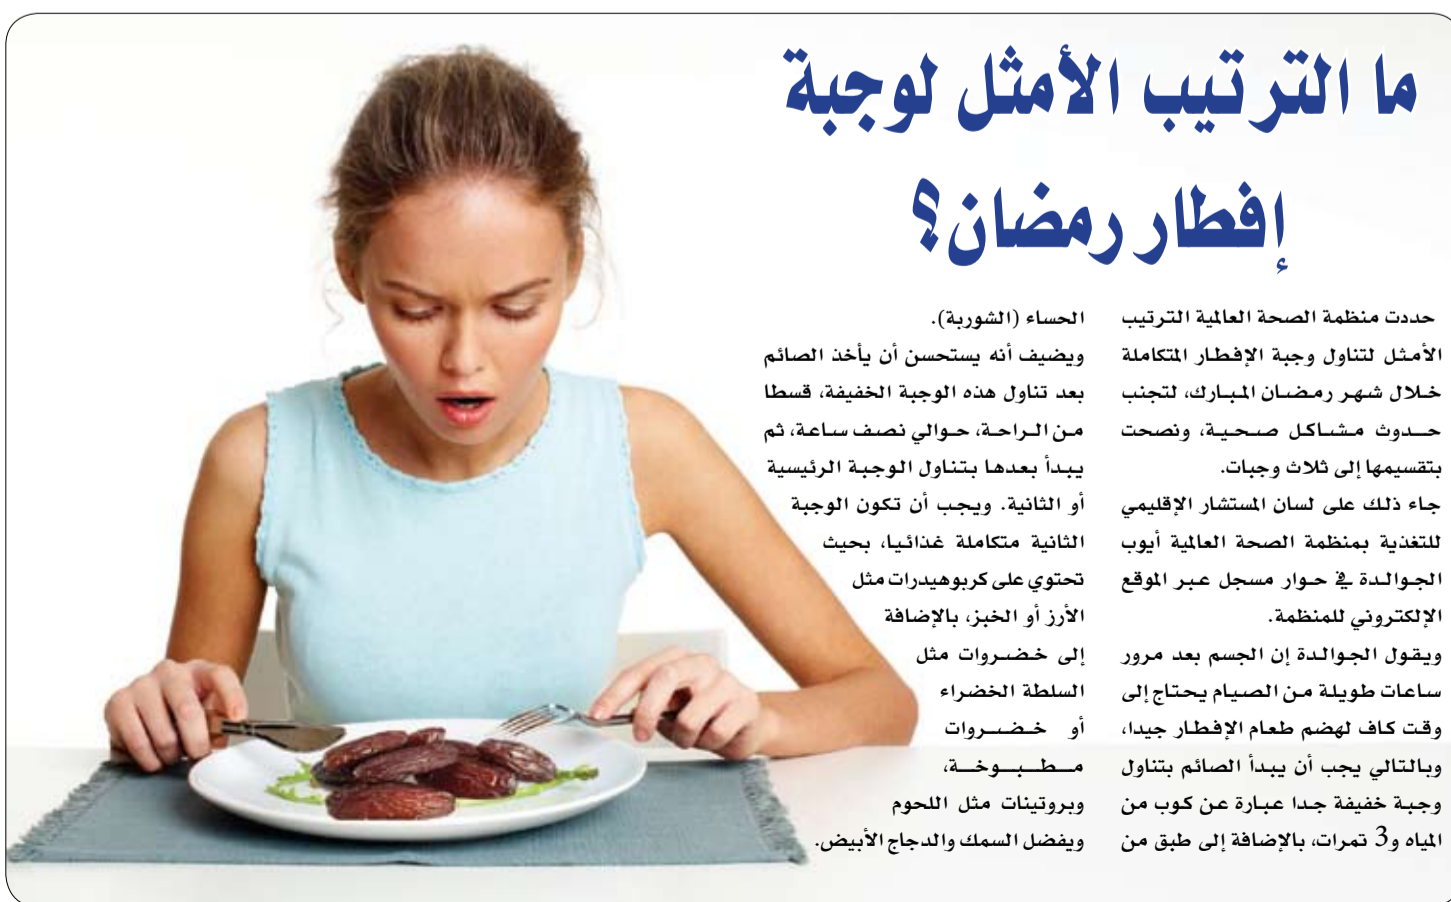 ما الترتيب الأمثل لوجبة
إفطار رمضان؟
حددت منظمة الصحة العالمية الترتيب
الأمثل لتناول وجبة الإفطار المتكاملة
خلال شهر رمضان المبارك، لتجنب
حدوث مشاكل صحية، ونصحت
بتقسيمها إلى ثلاث وجبات.
جاء ذلك على لسان المستشار الإقليمي
للتغذية بمنظمة الصحة العالمية أيوب
الجوالدة في حوار مسجل عبر الموقع
الإلكتروني للمنظمة.
ويقول الجوالدة إن الجسم بعد مرور
ساعات طويلة من الصيام يحتاج إلى
وقت كاف لهضم طعام الإفطار جيدا،
وبالتالي يجب أن يبدأ الصائم بتناول
وجبة خفيفة جدا عبارة عن كوب من
المياه و3 تمرات، بالإضافة إلى طبق من
الحساء (الشوربة).
ويضيف أنه يستحسن أن يأخذ الصائم
بعد تناول هذه الوجبة الخفيفة، قسطا
من الراحة، حوالي نصف ساعة، ثم
يبدأ بعدها بتناول الوجبة الرئيسية
أو الثانية. ويجب أن تكون الوجبة
الثانية متكاملة غذائيا، بحيث
تحتوي على كربوهيدرات مثل
الأرز أو الخبز، بالإضافة
إلى خضروات مثل
السلطة الخضراء
أو خضروات
مطبوخة،
وبروتينات مثل اللحوم
ويفضل السمك والدجاج الأبيض.